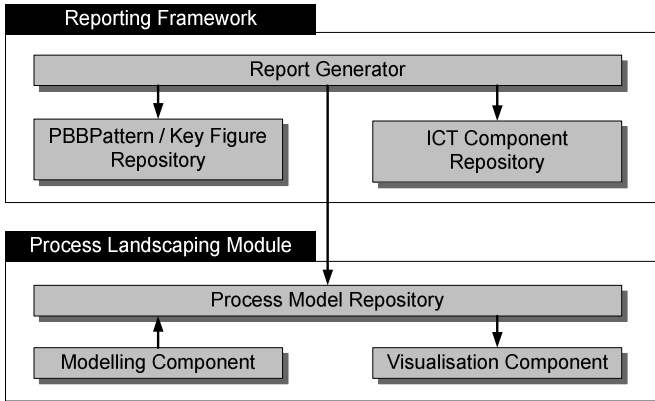 Reporting Framework
Report Generator
PBBPattern / Key Figure
Repository
ICT Component
Repository
Process Landscaping Module
Process Model Repository
Modelling Component
Visualisation Component